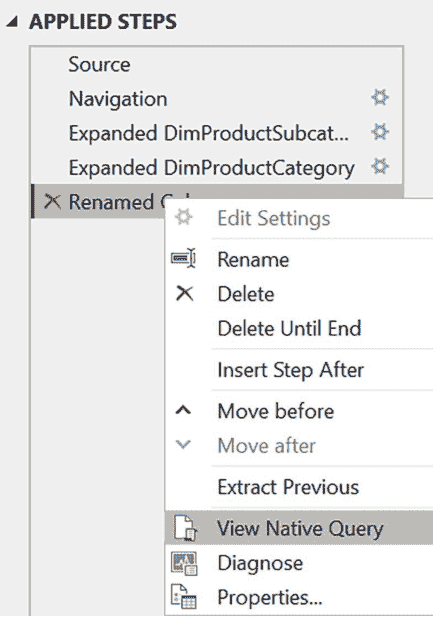 APPLIED STEPS
Source
Navigation
Expanded DimProductSubcat...
Expanded DimProductCategory
Renamed
Edit Settings
Rename
Delete
Delete Until End
Insert Step After
Move before
Move after
Extract Previous
View Native Query
Diagnose
Properties...